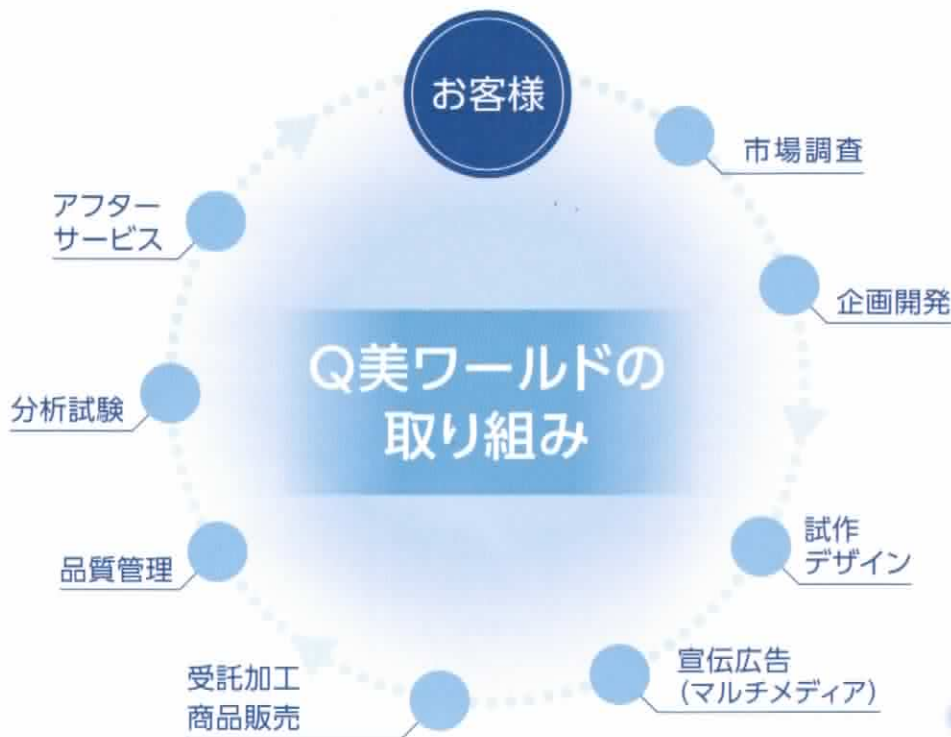 お客様
市場調査
企画開発
試作
デザイン
宣伝広告
（マルチメディア）
受託加工
商品販売
品質管理
分析試験
アフター
サービス
Q美ワールドの
取り組み